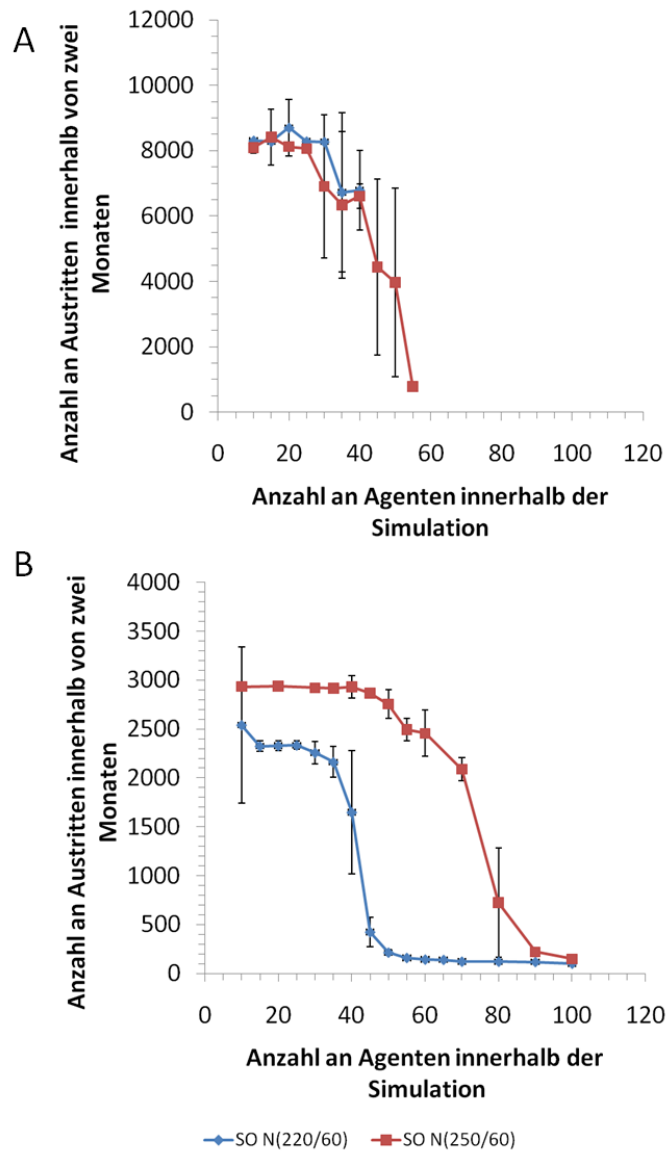 A
Anzahl an Austritten innerhalb von zwei
Monaten
12000
10000
8000
6000
4000
2000
0
0 20 40 60 80 100 120
Anzahl an Agenten innerhalb der
Simulation
B
Anzahl an Austritten innerhalb von zwei
Monaten
4000
3500
3000
2500
2000
1500
1000
500
0
0 20 40 60 80 100 120
Anzahl an Agenten innerhalb der
Simulation
SO N(220/60) SO N(250/60)